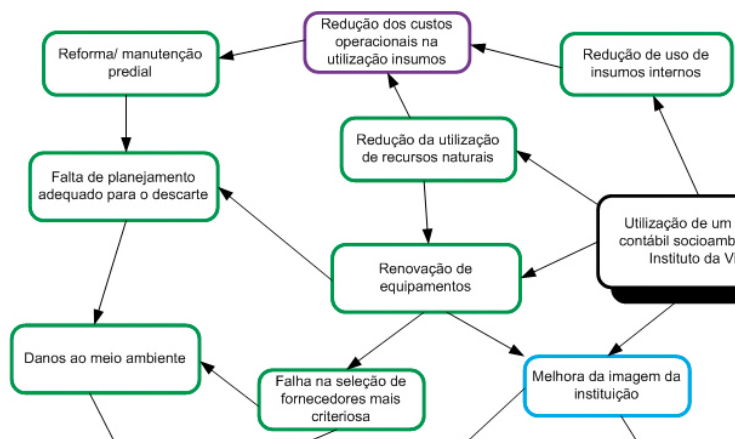 Redução dos custos
operacionais na
utilização insumos
Reforma/ manutenção
predial
Redução de uso de
insumos internos
Redução da utilização
de recursos naturais
Falta de planejamento
adequado para o descarte
Utilização de um
contábil
Instituto da
Renovação de
equipamentos
Danos ao meio ambiente
Falha na seleção de
fornecedores mais
criteriosa
Melhora da imagem da
instituição